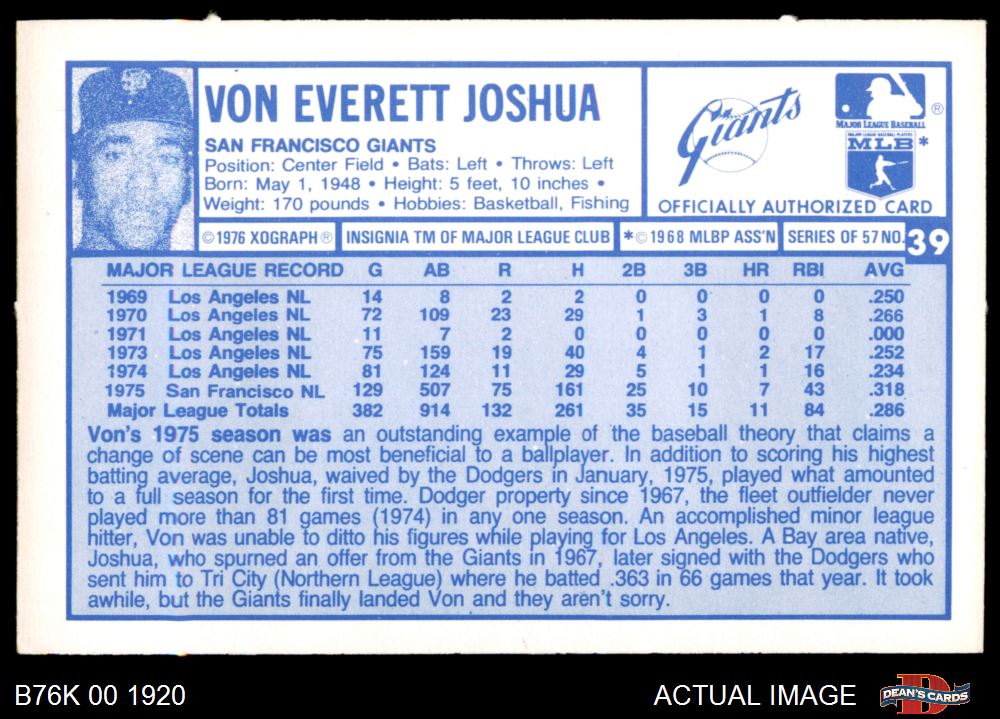 VON EVERETT JOSHUA
SAN FRANCISCO GIANTS
Position: Center Field • Bats: Left • Throws: Left
Born: May 1, 1948 • Height: 5 feet, 10 inches •
Weight: 170 pounds • Hobbies: Basketball, Fishing
Giants
MAJOR LEAGUE BASEBALL ®
MAJOR LEAGUE BASEBALL PLAYERS
MLB *
OFFICIALLY AUTHORIZED CARD
©1976 XOGRAPH® INSIGNIA TM OF MAJOR LEAGUE CLUB *©1968 MLBP ASS'N SERIES OF 57 NO. 39
MAJOR LEAGUE RECORD G AB R H 2B 3B HR RBI AVG
1969 Los Angeles NL 14 8 2 2 0 0 0 0 .250
1970 Los Angeles NL 72 109 23 29 1 3 1 8 .266
1971 Los Angeles NL 11 7 2 0 0 0 0 0 .000
1973 Los Angeles NL 75 159 19 40 4 1 2 17 .252
1974 Los Angeles NL 81 124 11 29 5 1 1 16 .234
1975 San Francisco NL 129 507 75 161 25 10 7 43 .318
Major League Totals 382 914 132 261 35 15 11 84 .286
Von's 1975 season was an outstanding example of the baseball theory that claims a
change of scene can be most beneficial to a ballplayer. In addition to scoring his highest
batting average, Joshua, waived by the Dodgers in January, 1975, played what amounted
to a full season for the first time. Dodger property since 1967, the fleet outfielder never
played more than 81 games (1974) in any one season. An accomplished minor league
hitter, Von was unable to ditto his figures while playing for Los Angeles. A Bay area native,
Joshua, who spurned an offer from the Giants in 1967, later signed with the Dodgers who
sent him to Tri City (Northern League) where he batted .363 in 66 games that year. It took
awhile, but the Giants finally landed Von and they aren't sorry.
B76K 00 1920
ACTUAL IMAGE
DEAN'S CARDS